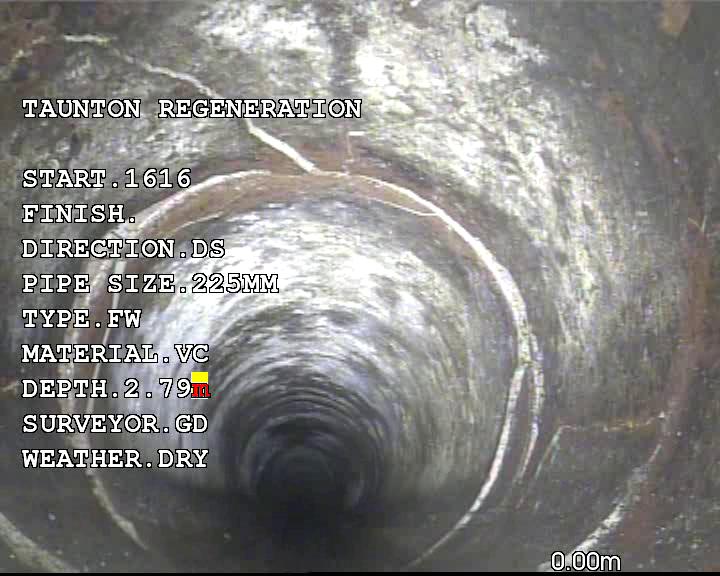 TAUNTON REGENERATION
START.1616
FINISH.
DIRECTION.DS
PIPE SIZE.225MM
TYPE.FW
MATERIAL.VC
DEPTH.2.79m
SURVEYOR.GD
WEATHER.DRY
0.00m